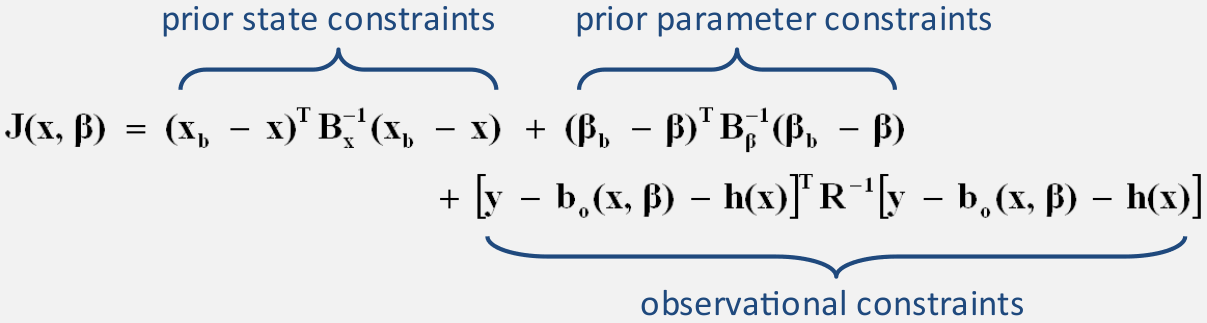 prior state constraints prior parameter constraints
J(x, β) = (x_b − x)^T B_x^{−1}(x_b − x) + (β_b − β)^T B_β^{−1}(β_b − β)
+ [y − b_o(x, β) − h(x)]^T R^{−1}[y − b_o(x, β) − h(x)]
observational constraints